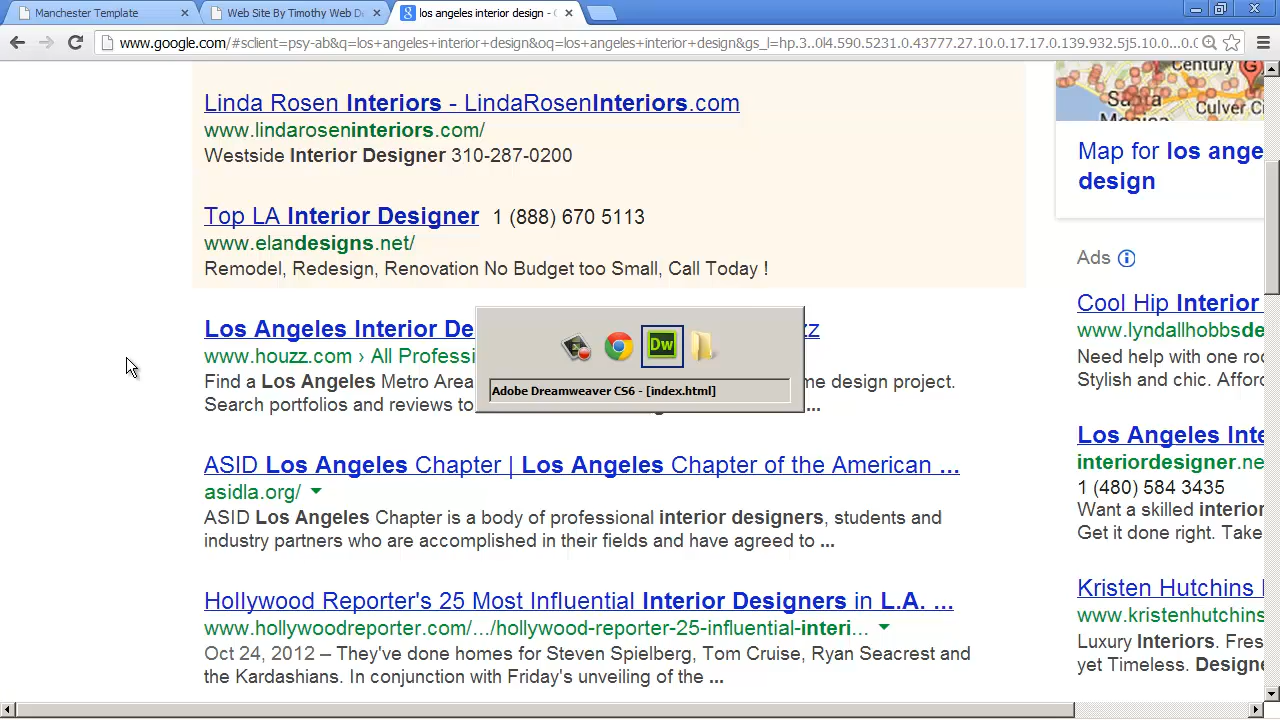 Manchester Template
Web Site By Timothy Web De
los angeles interior design - G
www.google.com/#sclient=psy-ab&q=los+angeles+interior+design&oq=los+angeles+interior+design&gs_l=hp.3..0l4.590.5231.0.43777.27.10.0.17.17.0.139.932.5j5.10.0...0.0
Linda Rosen Interiors - LindaRosenInteriors.com
www.lindaroseninteriors.com/
Westside Interior Designer 310-287-0200
Top LA Interior Designer 1 (888) 670 5113
www.elandesigns.net/
Remodel, Redesign, Renovation No Budget too Small, Call Today !
Los Angeles Interior De
zz
www.houzz.com › All Professi
Find a Los Angeles Metro Area
me design project.
Search portfolios and reviews to
...
Adobe Dreamweaver CS6 - [index.html]
Dw
ASID Los Angeles Chapter | Los Angeles Chapter of the American ...
asidla.org/
ASID Los Angeles Chapter is a body of professional interior designers, students and
industry partners who are accomplished in their fields and have agreed to ...
Hollywood Reporter's 25 Most Influential Interior Designers in L.A. ...
www.hollywoodreporter.com/.../hollywood-reporter-25-influential-interi...
Oct 24, 2012 – They've done homes for Steven Spielberg, Tom Cruise, Ryan Seacrest and
the Kardashians. In conjunction with Friday's unveiling of the ...
Century
Santa
Monica
Culver Ci
Map for los ange
design
Ads
Cool Hip Interior
www.lyndallhobbsde
Need help with one roo
Stylish and chic. Afford
Los Angeles Inte
interiordesigner.ne
1 (480) 584 3435
Want a skilled interior
Get it done right. Take
Kristen Hutchins
www.kristenhutchins
Luxury Interiors. Fres
yet Timeless. Designe